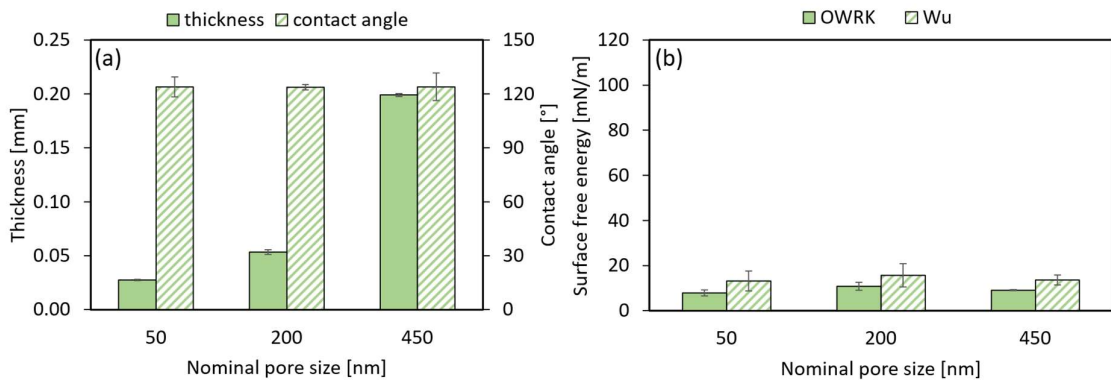 thickness contact angle
(a)
0.25
0.20
0.15
0.10
0.05
0.00
Thickness [mm]
150
120
90
60
30
0
Contact angle [°]
50 200 450
Nominal pore size [nm]
OWRK Wu
(b)
120
100
80
60
40
20
0
Surface free energy [mN/m]
50 200 450
Nominal pore size [nm]